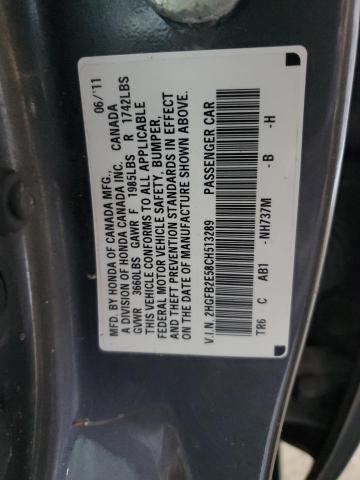 MFD. BY HONDA OF CANADA MFG., 06/'11
A DIVISION OF HONDA CANADA INC. CANADA
GVWR 3660LBS GAWR F 1985LBS R 1742LBS
THIS VEHICLE CONFORMS TO ALL APPLICABLE
FEDERAL MOTOR VEHICLE SAFETY, BUMPER,
AND THEFT PREVENTION STANDARDS IN EFFECT
ON THE DATE OF MANUFACTURE SHOWN ABOVE.
V.I.N. 2HGFB2E58CH513289 PASSENGER CAR
TR6 C AB1 -NH737M -B -H